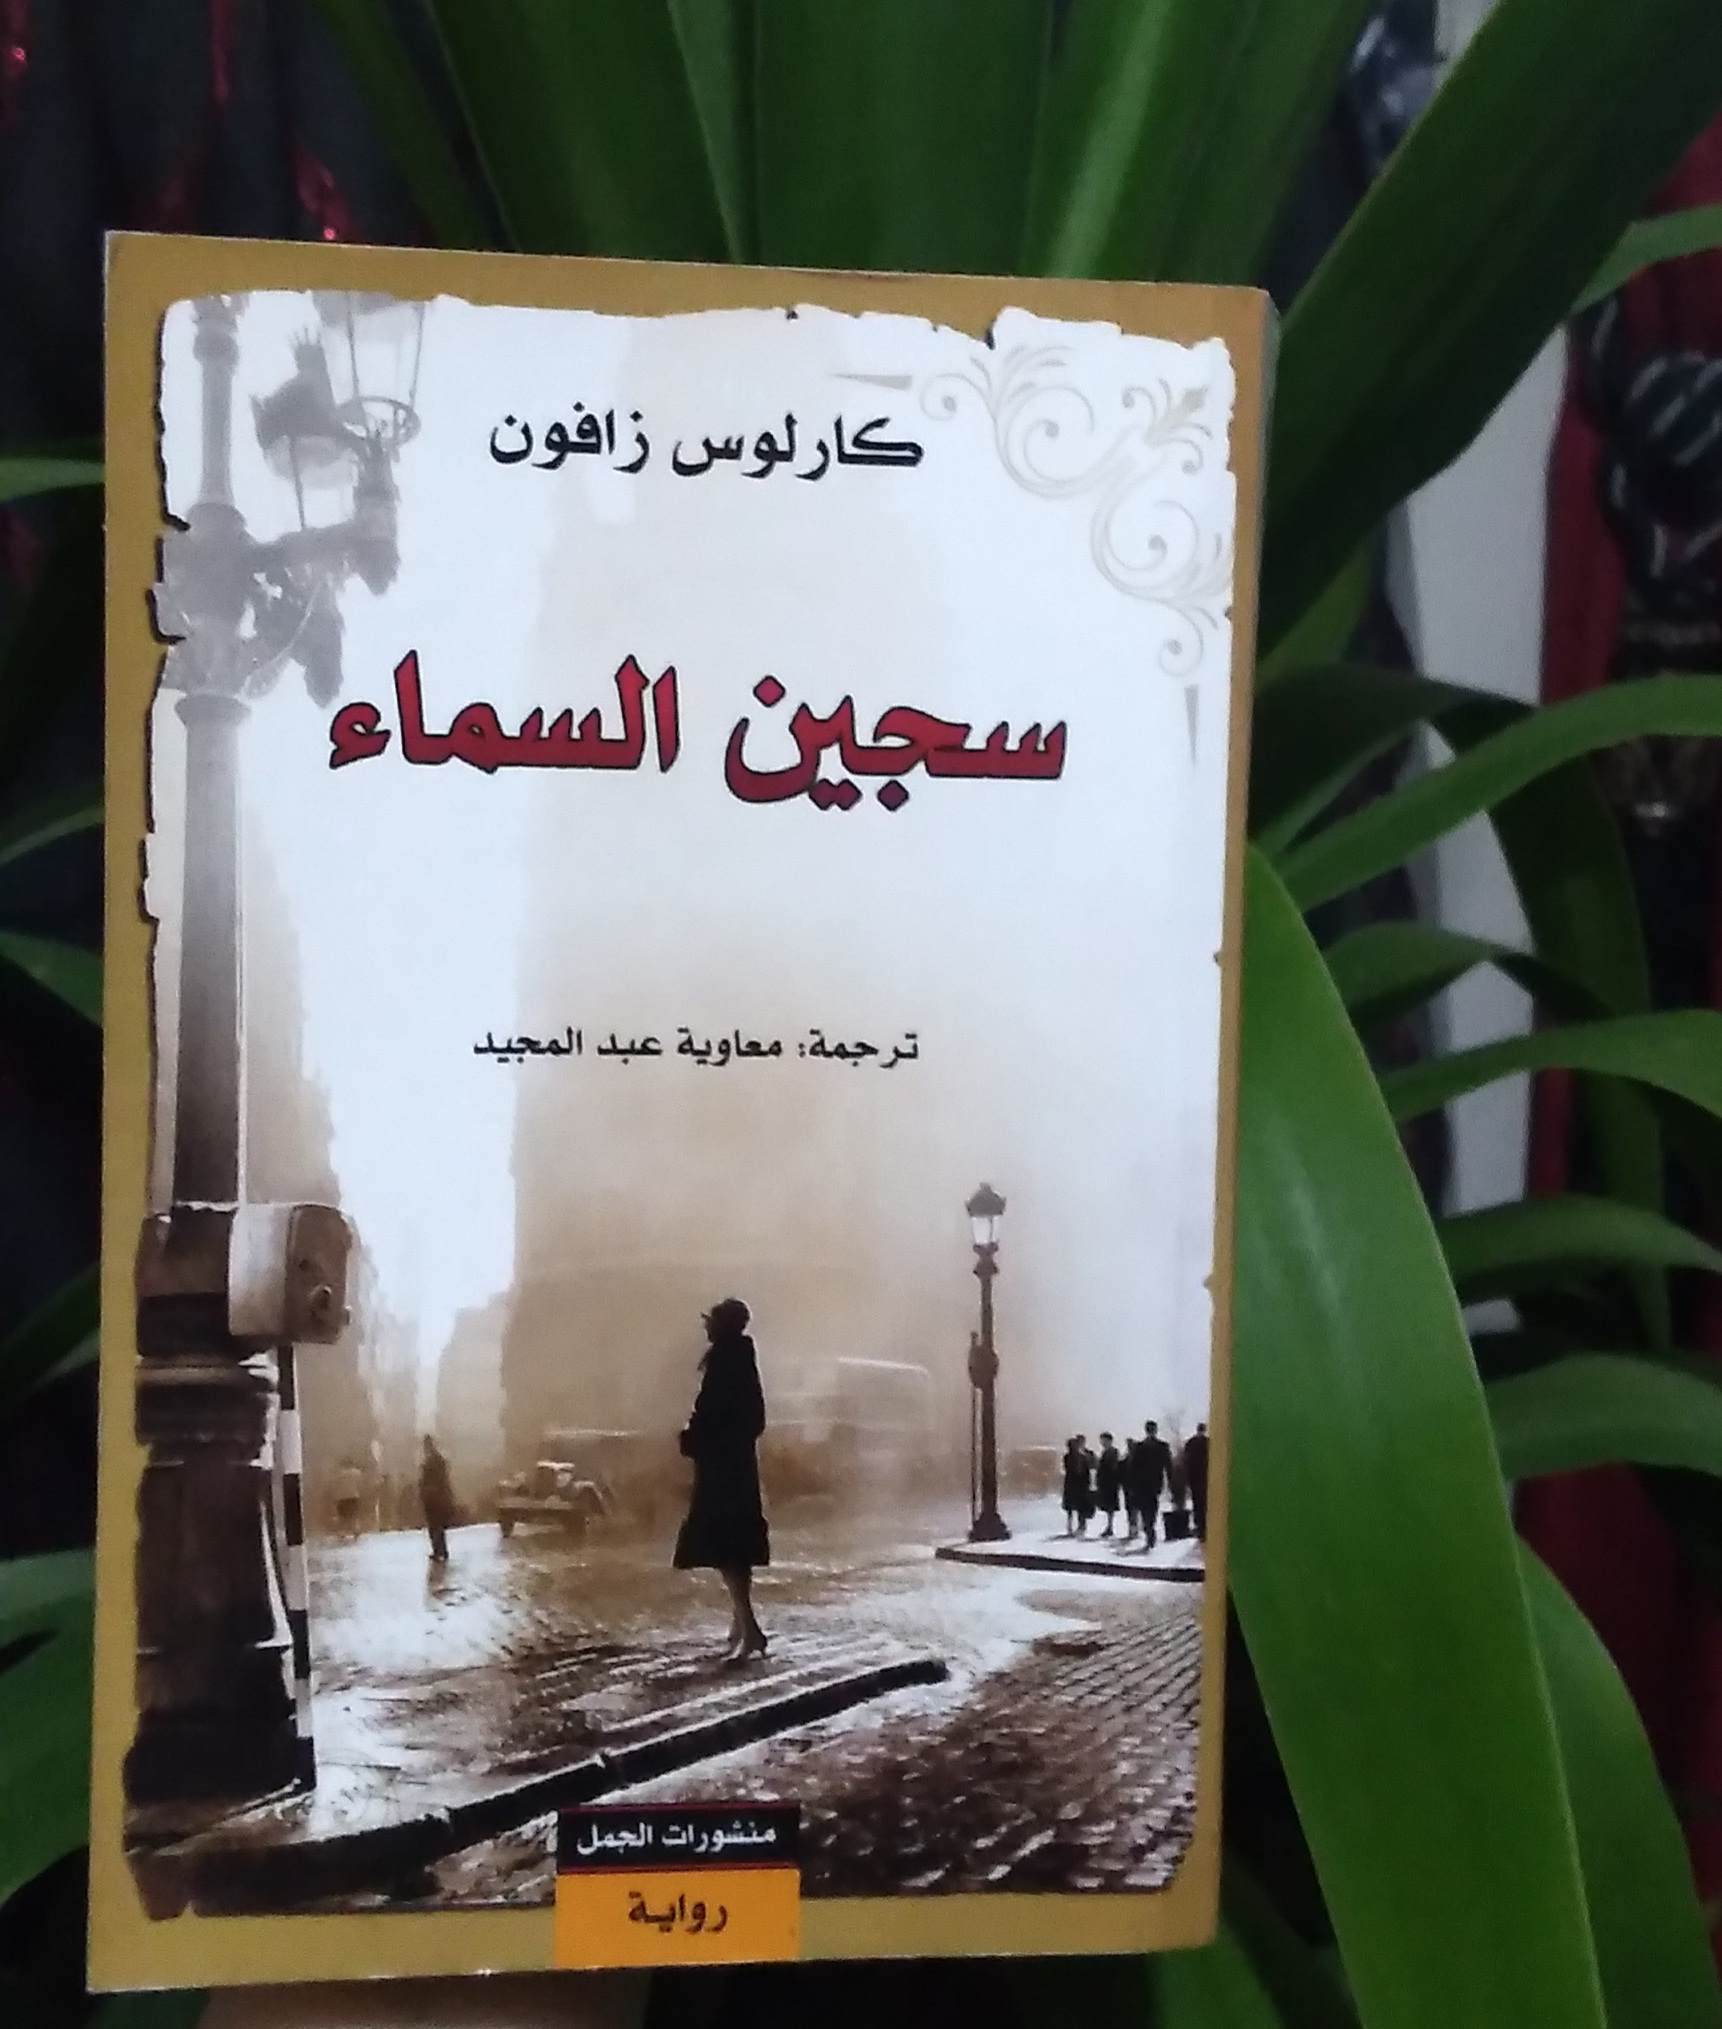 كارلوس زافون
سجين السماء
ترجمة: معاوية عبد المجيد
منشورات الجمل
رواية